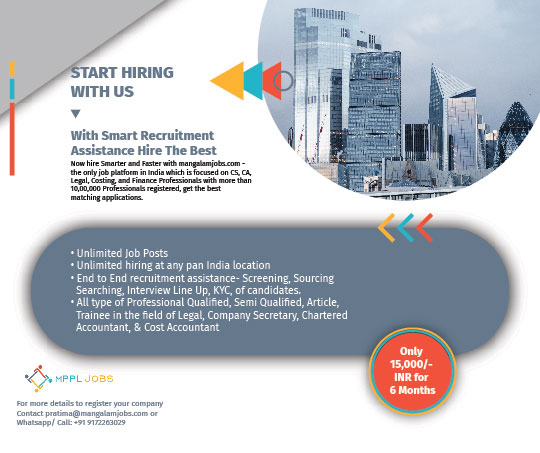 START HIRING
WITH US
With Smart Recruitment
Assistance Hire The Best
Now hire Smarter and Faster with mangalamjobs.com -
the only job platform in India which is focused on CS, CA,
Legal, Costing, and Finance Professionals with more than
10,00,000 Professionals registered, get the best
matching applications.
• Unlimited Job Posts
• Unlimited hiring at any pan India location
• End to End recruitment assistance- Screening, Sourcing
Searching, Interview Line Up, KYC, of candidates.
• All type of Professional Qualified, Semi Qualified, Article,
Trainee in the field of Legal, Company Secretary, Chartered
Accountant, & Cost Accountant
Only
15,000/-
INR for
6 Months
MPPL JOBS
For more details to register your company
Contact pratima@mangalamjobs.com or
Whatsapp/ Call: +91 9172263029